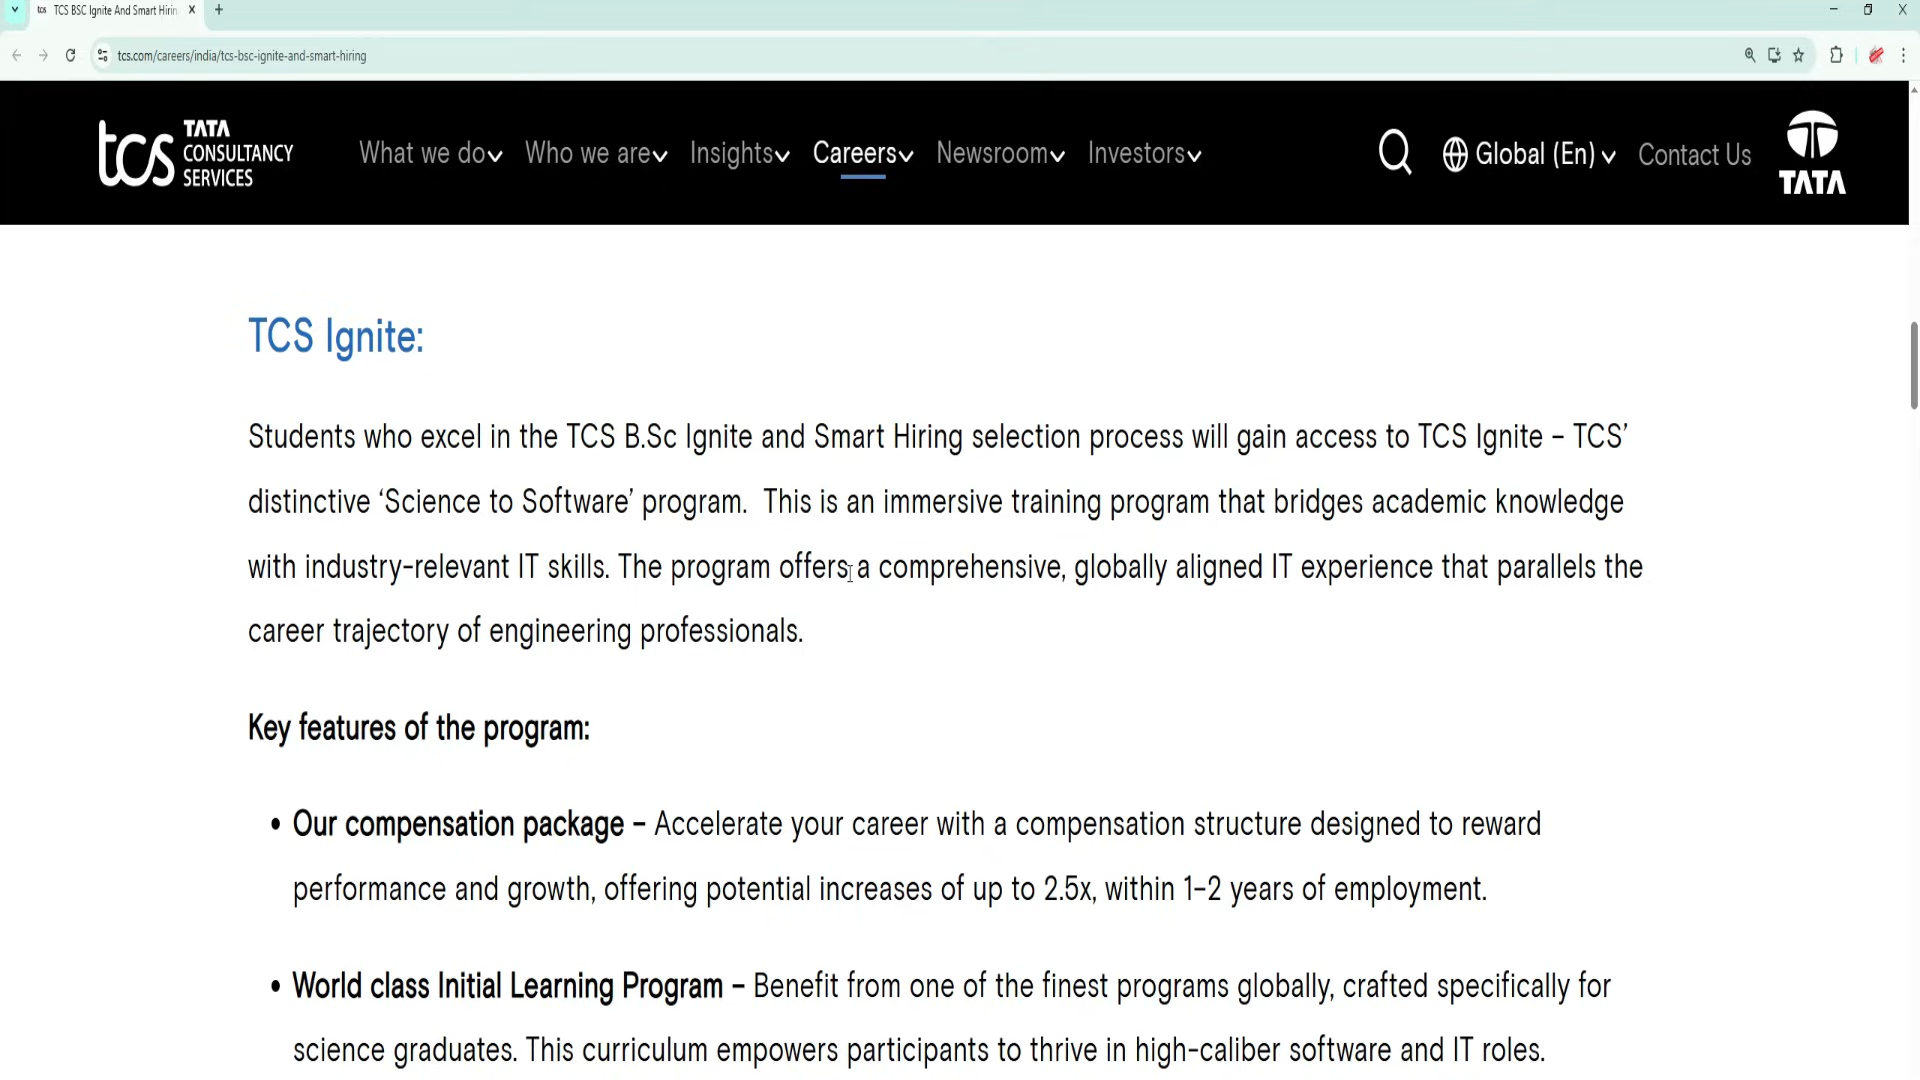 tcs TCS BSC Ignite And Smart Hirin
tcs.com/careers/india/tcs-bsc-ignite-and-smart-hiring
tcs TATA CONSULTANCY SERVICES
What we do Who we are Insights Careers Newsroom Investors Global (En) Contact Us
TATA
TCS Ignite:
Students who excel in the TCS B.Sc Ignite and Smart Hiring selection process will gain access to TCS Ignite – TCS’
distinctive ‘Science to Software’ program. This is an immersive training program that bridges academic knowledge
with industry-relevant IT skills. The program offers a comprehensive, globally aligned IT experience that parallels the
career trajectory of engineering professionals.
Key features of the program:
• Our compensation package – Accelerate your career with a compensation structure designed to reward
performance and growth, offering potential increases of up to 2.5x, within 1–2 years of employment.
• World class Initial Learning Program – Benefit from one of the finest programs globally, crafted specifically for
science graduates. This curriculum empowers participants to thrive in high-caliber software and IT roles.